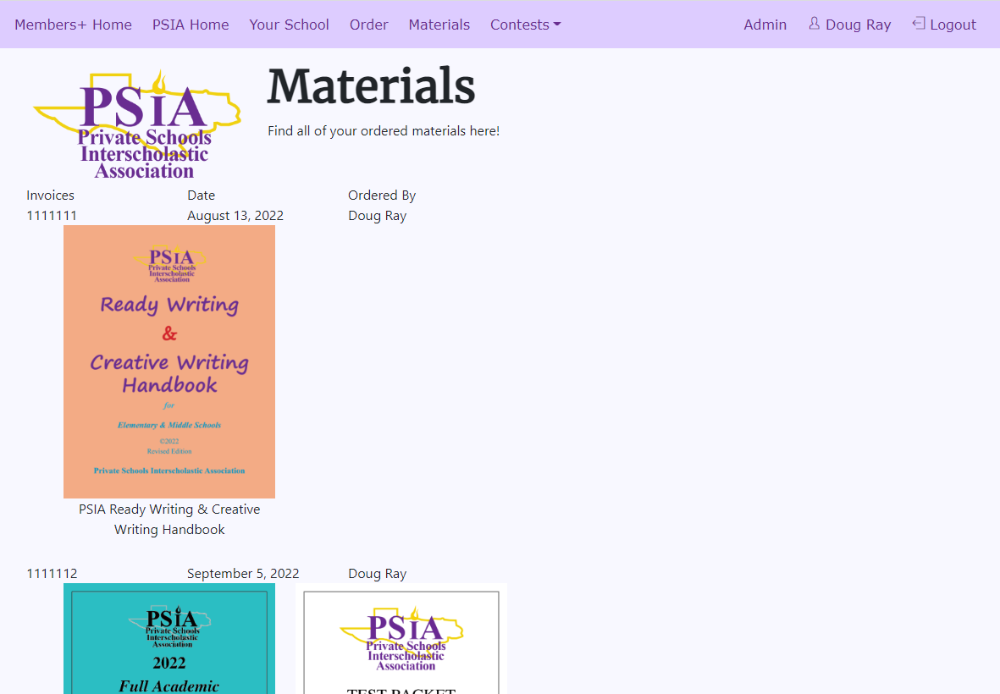 Members+ Home PSIA Home Your School Order Materials Contests Admin Doug Ray Logout
PSIA
Private Schools
Interscholastic
Association
Materials
Find all of your ordered materials here!
Invoices Date Ordered By
1111111 August 13, 2022 Doug Ray
PSIA
Private Schools
Interscholastic
Association
Ready Writing
&
Creative Writing
Handbook
for
Elementary & Middle Schools
©2022
Revised Edition
Private Schools Interscholastic Association
PSIA Ready Writing & Creative
Writing Handbook
1111112 September 5, 2022 Doug Ray
PSIA
Private Schools
Interscholastic
Association
2022
Full Academic
PSIA
Private Schools
Interscholastic
Association
TEST PACKET